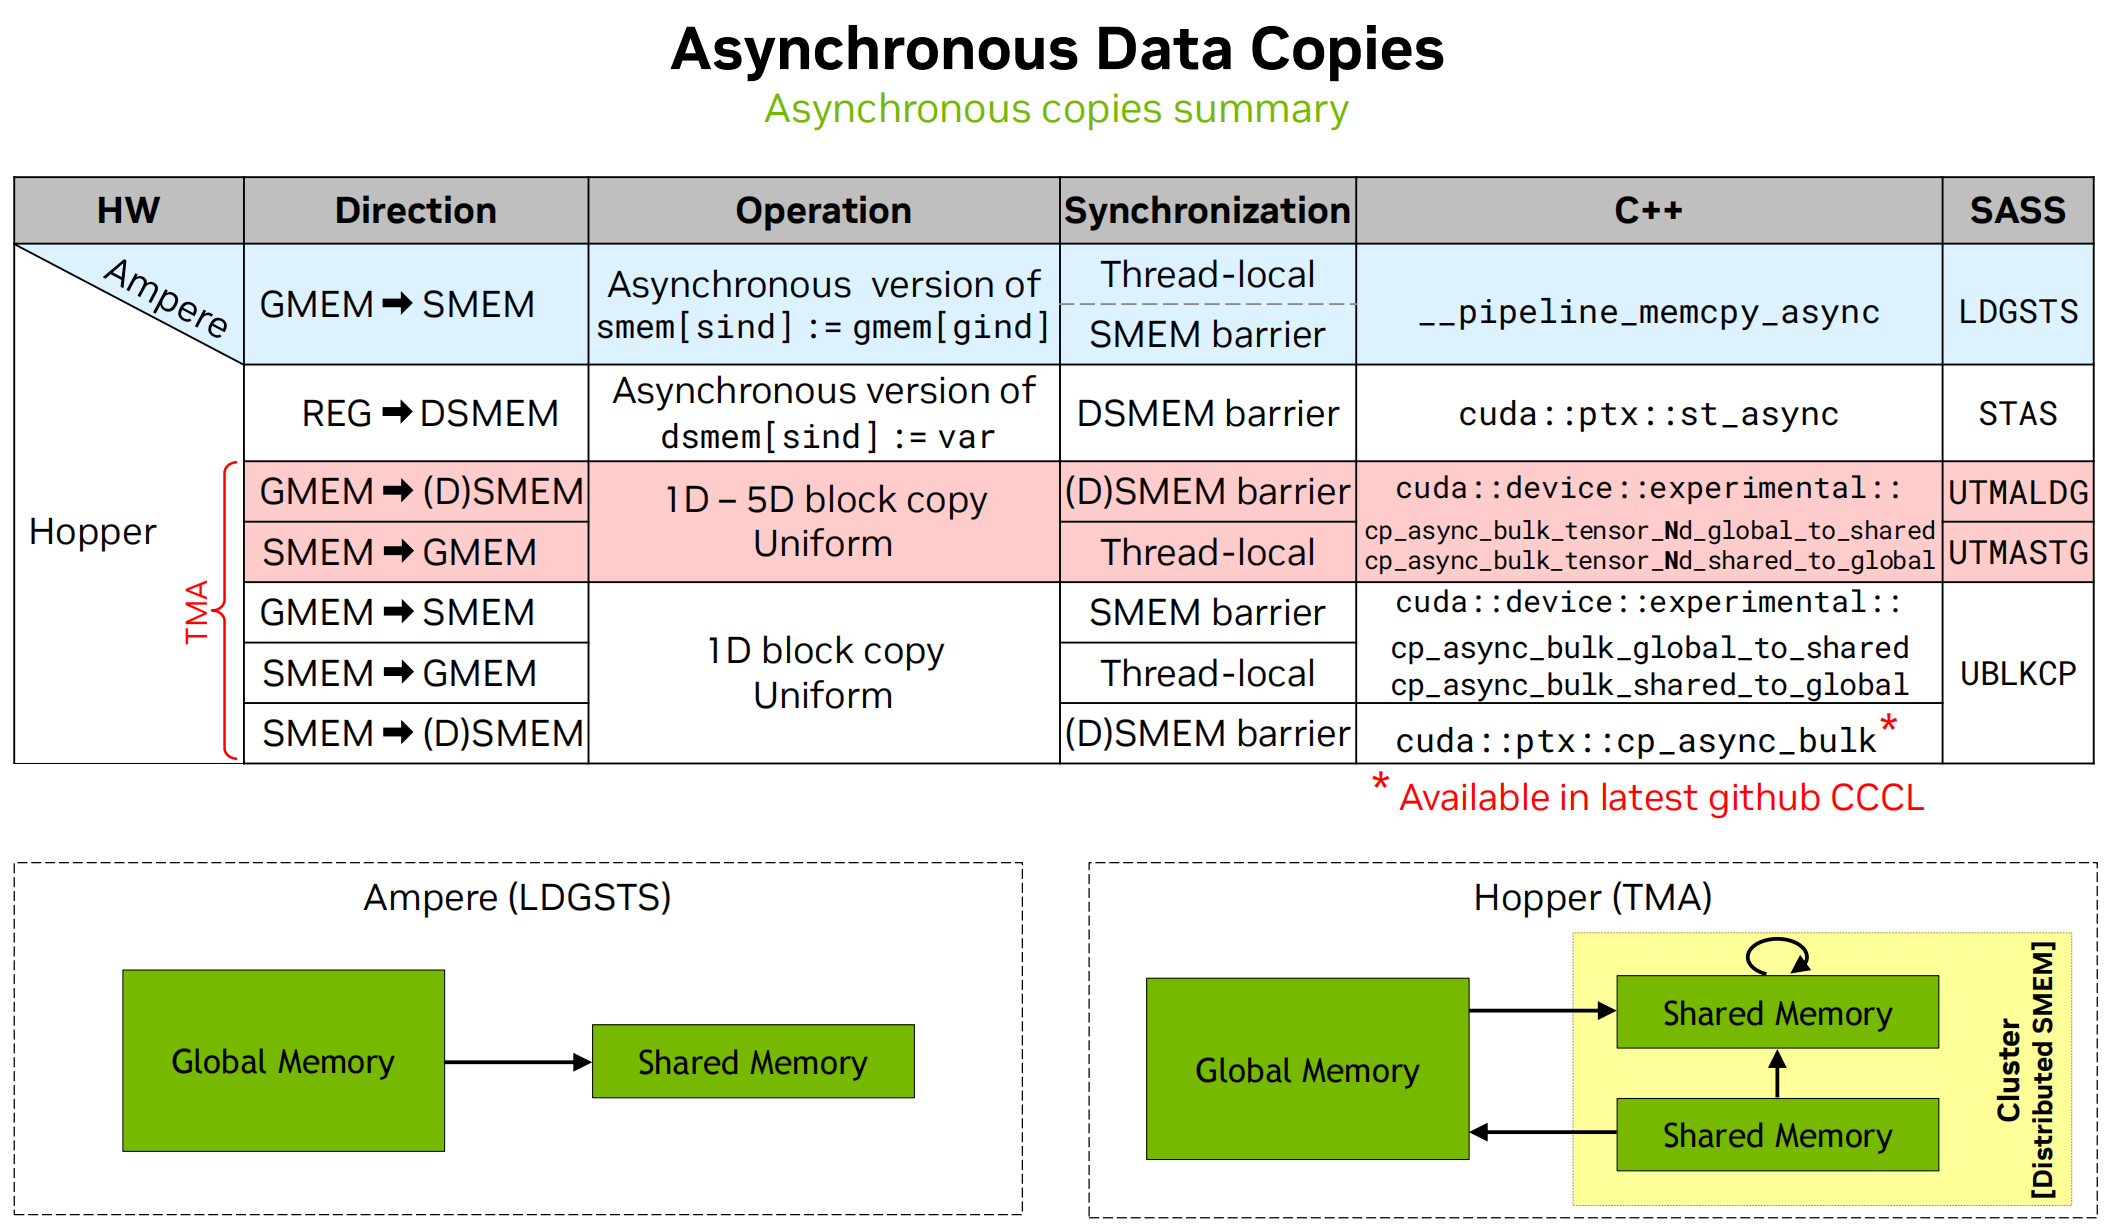 Asynchronous Data Copies
Asynchronous copies summary
HW
Direction
Operation
Synchronization
C++
SASS
Ampere
GMEM ➡ SMEM
Asynchronous version of
smem[sind] := gmem[gind]
Thread-local
SMEM barrier
__pipeline_memcpy_async
LDGSTS
Hopper
REG ➡ DSMEM
Asynchronous version of
dsmem[sind] := var
DSMEM barrier
cuda::ptx::st_async
STAS
TMA
GMEM ➡ (D)SMEM
SMEM ➡ GMEM
1D – 5D block copy
Uniform
(D)SMEM barrier
Thread-local
cuda::device::experimental::
cp_async_bulk_tensor_Nd_global_to_shared
cp_async_bulk_tensor_Nd_shared_to_global
UTMALDG
UTMASTG
GMEM ➡ SMEM
SMEM ➡ GMEM
SMEM ➡ (D)SMEM
1D block copy
Uniform
SMEM barrier
Thread-local
(D)SMEM barrier
cuda::device::experimental::
cp_async_bulk_global_to_shared
cp_async_bulk_shared_to_global
cuda::ptx::cp_async_bulk*
UBLKCP
* Available in latest github CCCL
Ampere (LDGSTS)
Global Memory
Shared Memory
Hopper (TMA)
Global Memory
Shared Memory
Shared Memory
Cluster
[Distributed SMEM]